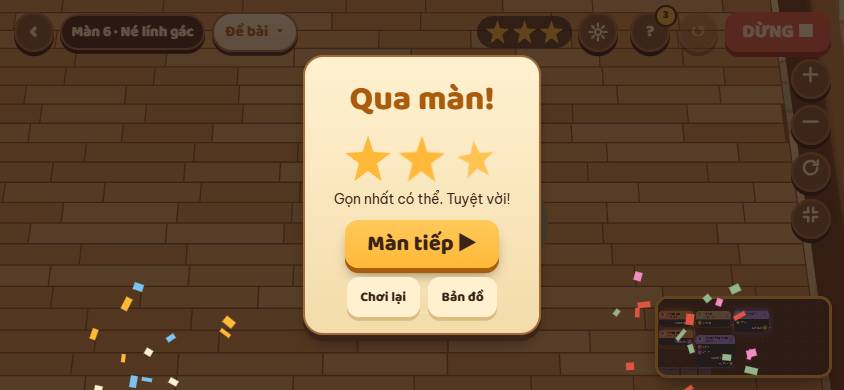 Màn 6 • Né lính gác
Đề bài
?
3
DỪNG
Qua màn!
Gọn nhất có thể. Tuyệt vời!
Màn tiếp
Chơi lại
Bản đồ